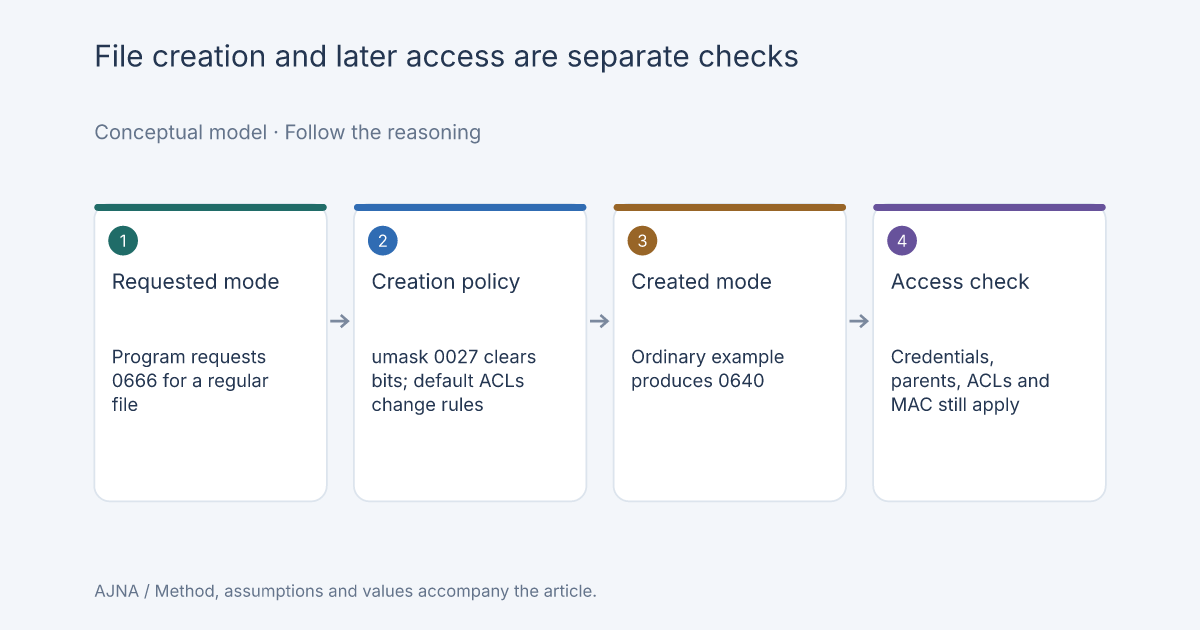 File creation and later access are separate checks
Conceptual model · Follow the reasoning
1
Requested mode
Program requests
0666 for a regular
file
2
Creation policy
umask 0027 clears
bits; default ACLs
change rules
3
Created mode
Ordinary example
produces 0640
4
Access check
Credentials,
parents, ACLs and
MAC still apply
AJNA / Method, assumptions and values accompany the article.